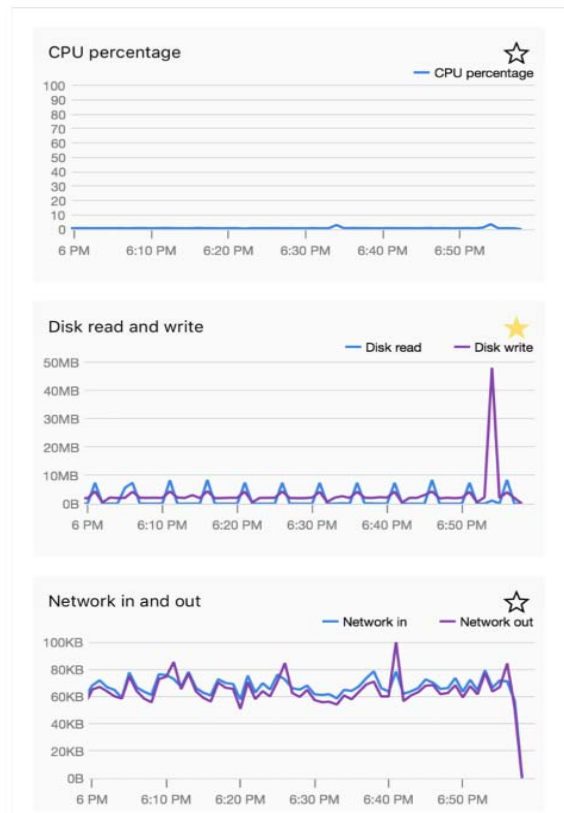 CPU percentage
CPU percentage
100
90
80
70
60
50
40
30
20
10
0
6 PM 6:10 PM 6:20 PM 6:30 PM 6:40 PM 6:50 PM
Disk read and write
Disk read Disk write
50MB
40MB
30MB
20MB
10MB
0B
6 PM 6:10 PM 6:20 PM 6:30 PM 6:40 PM 6:50 PM
Network in and out
Network in Network out
100KB
80KB
60KB
40KB
20KB
0B
6 PM 6:10 PM 6:20 PM 6:30 PM 6:40 PM 6:50 PM